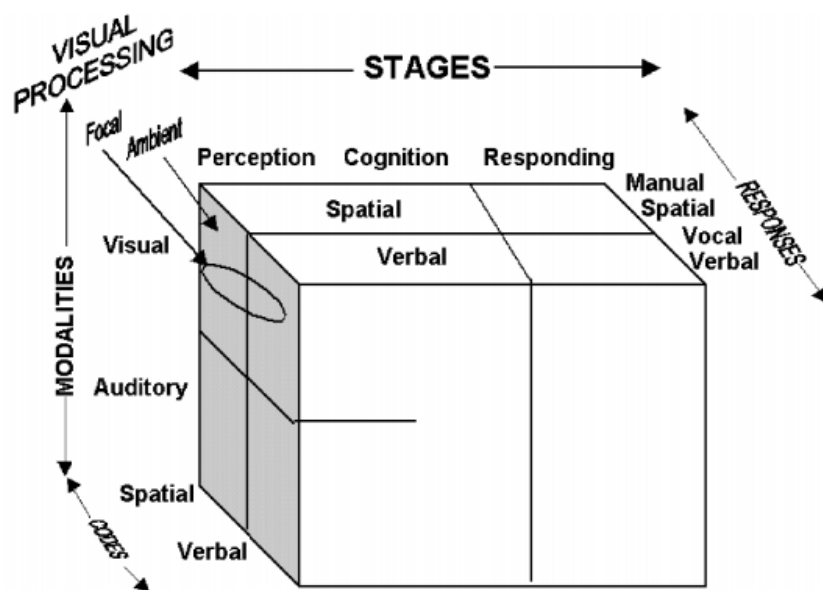 VISUAL
PROCESSING
STAGES
Focal
Ambient
Perception Cognition Responding
Manual
Spatial
Vocal
Verbal
RESPONSES
Spatial
Verbal
Visual
MODALITIES
Auditory
Spatial
Verbal
CODES